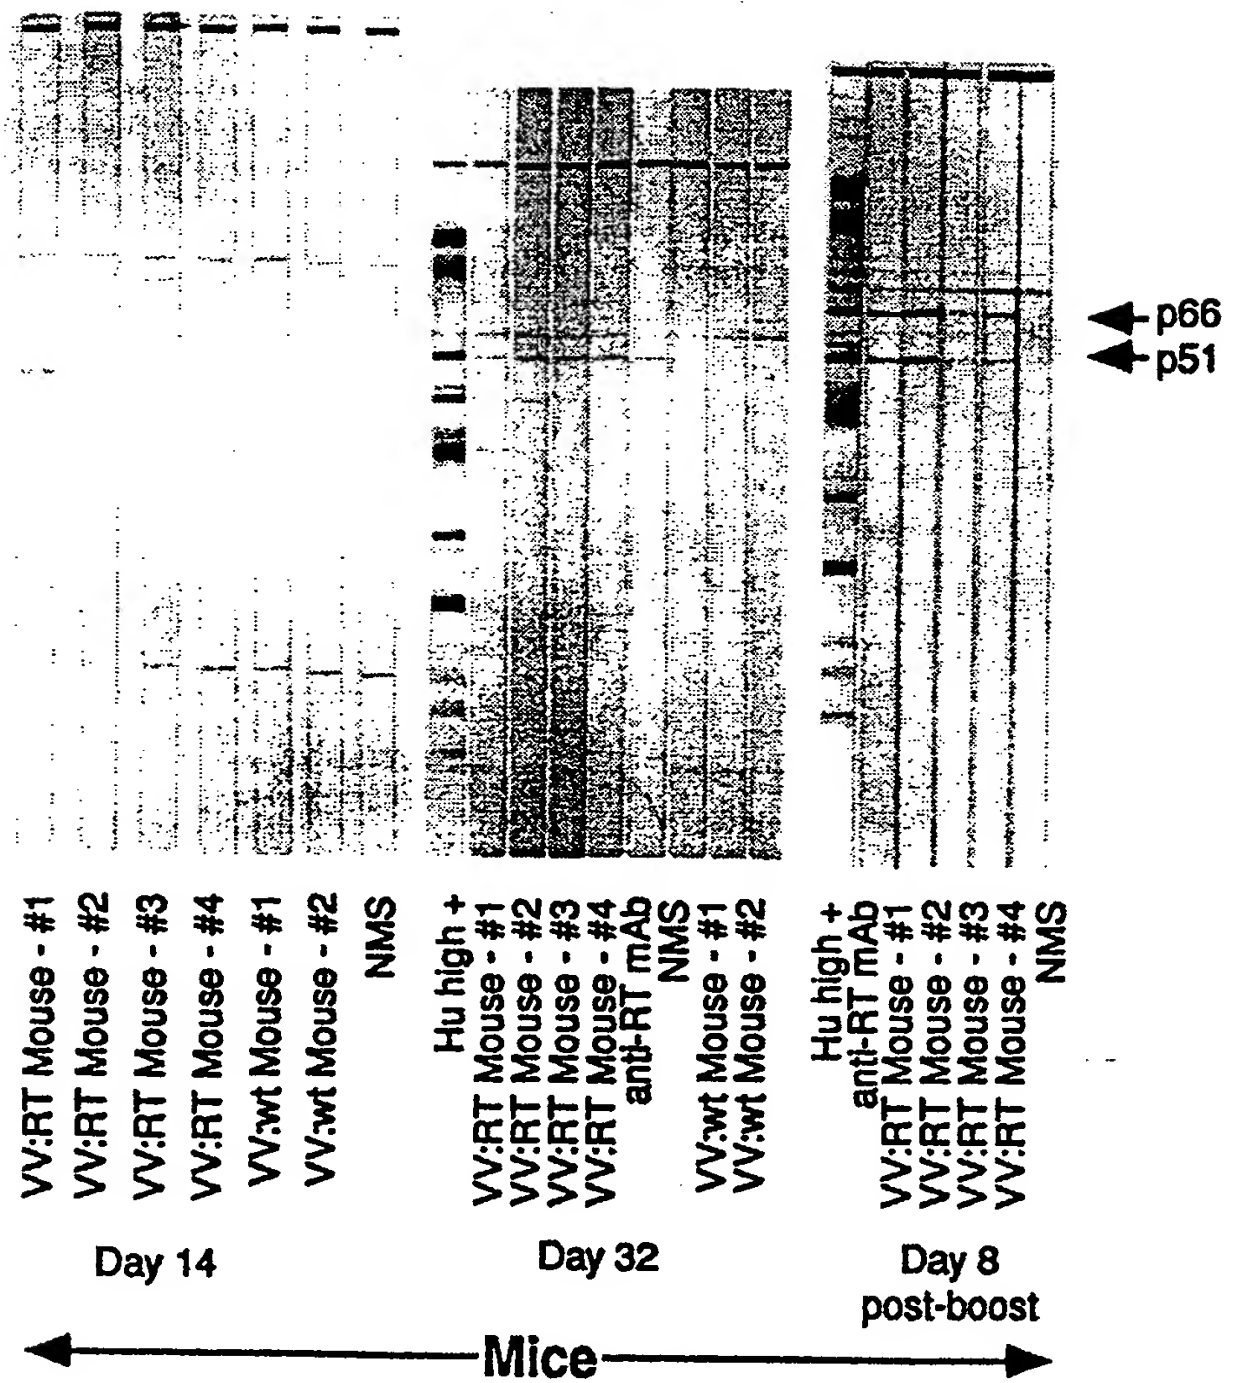 p66
p51
VV:RT Mouse - #1
VV:RT Mouse - #2
VV:RT Mouse - #3
VV:RT Mouse - #4
VV:wt Mouse - #1
VV:wt Mouse - #2
NMS
Hu high +
VV:RT Mouse - #1
VV:RT Mouse - #2
VV:RT Mouse - #3
VV:RT Mouse - #4
anti-RT mAb
NMS
VV:wt Mouse - #1
VV:wt Mouse - #2
Hu high +
anti-RT mAb
VV:RT Mouse - #1
VV:RT Mouse - #2
VV:RT Mouse - #3
VV:RT Mouse - #4
NMS
Day 14
Day 32
Day 8
post-boost
Mice